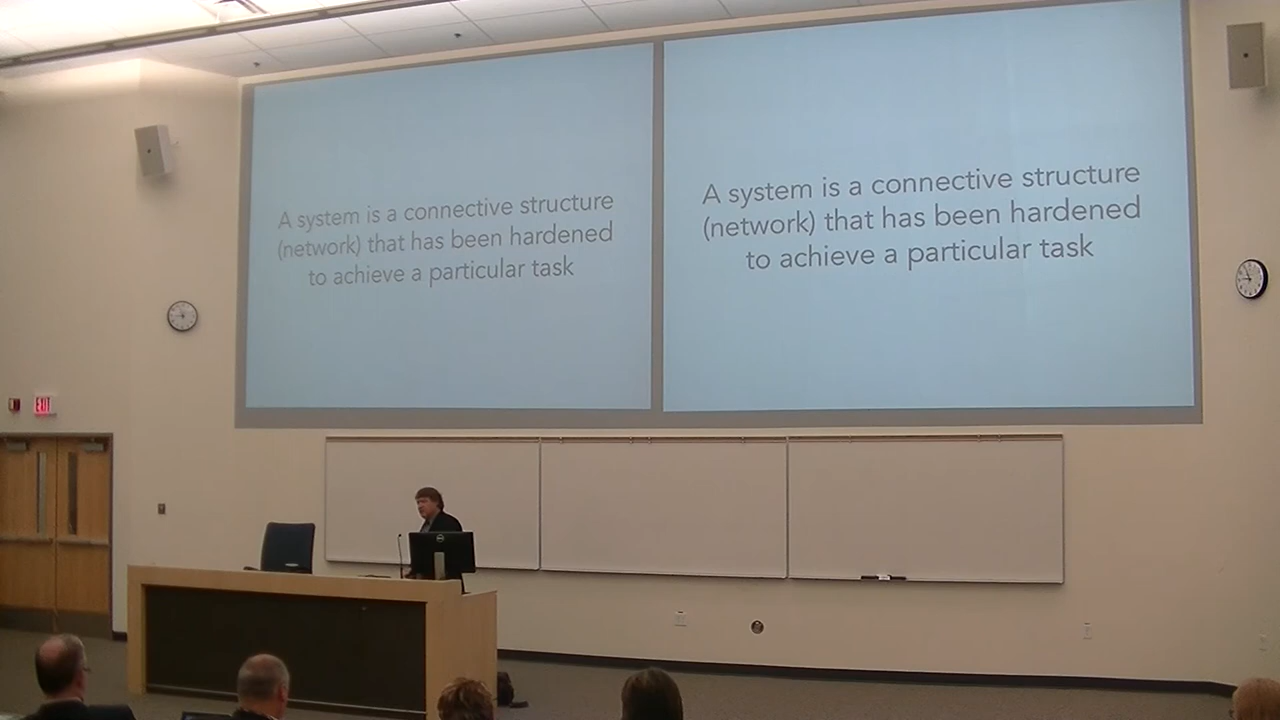 A system is a connective structure
(network) that has been hardened
to achieve a particular task
A system is a connective structure
(network) that has been hardened
to achieve a particular task
EXIT
DELL